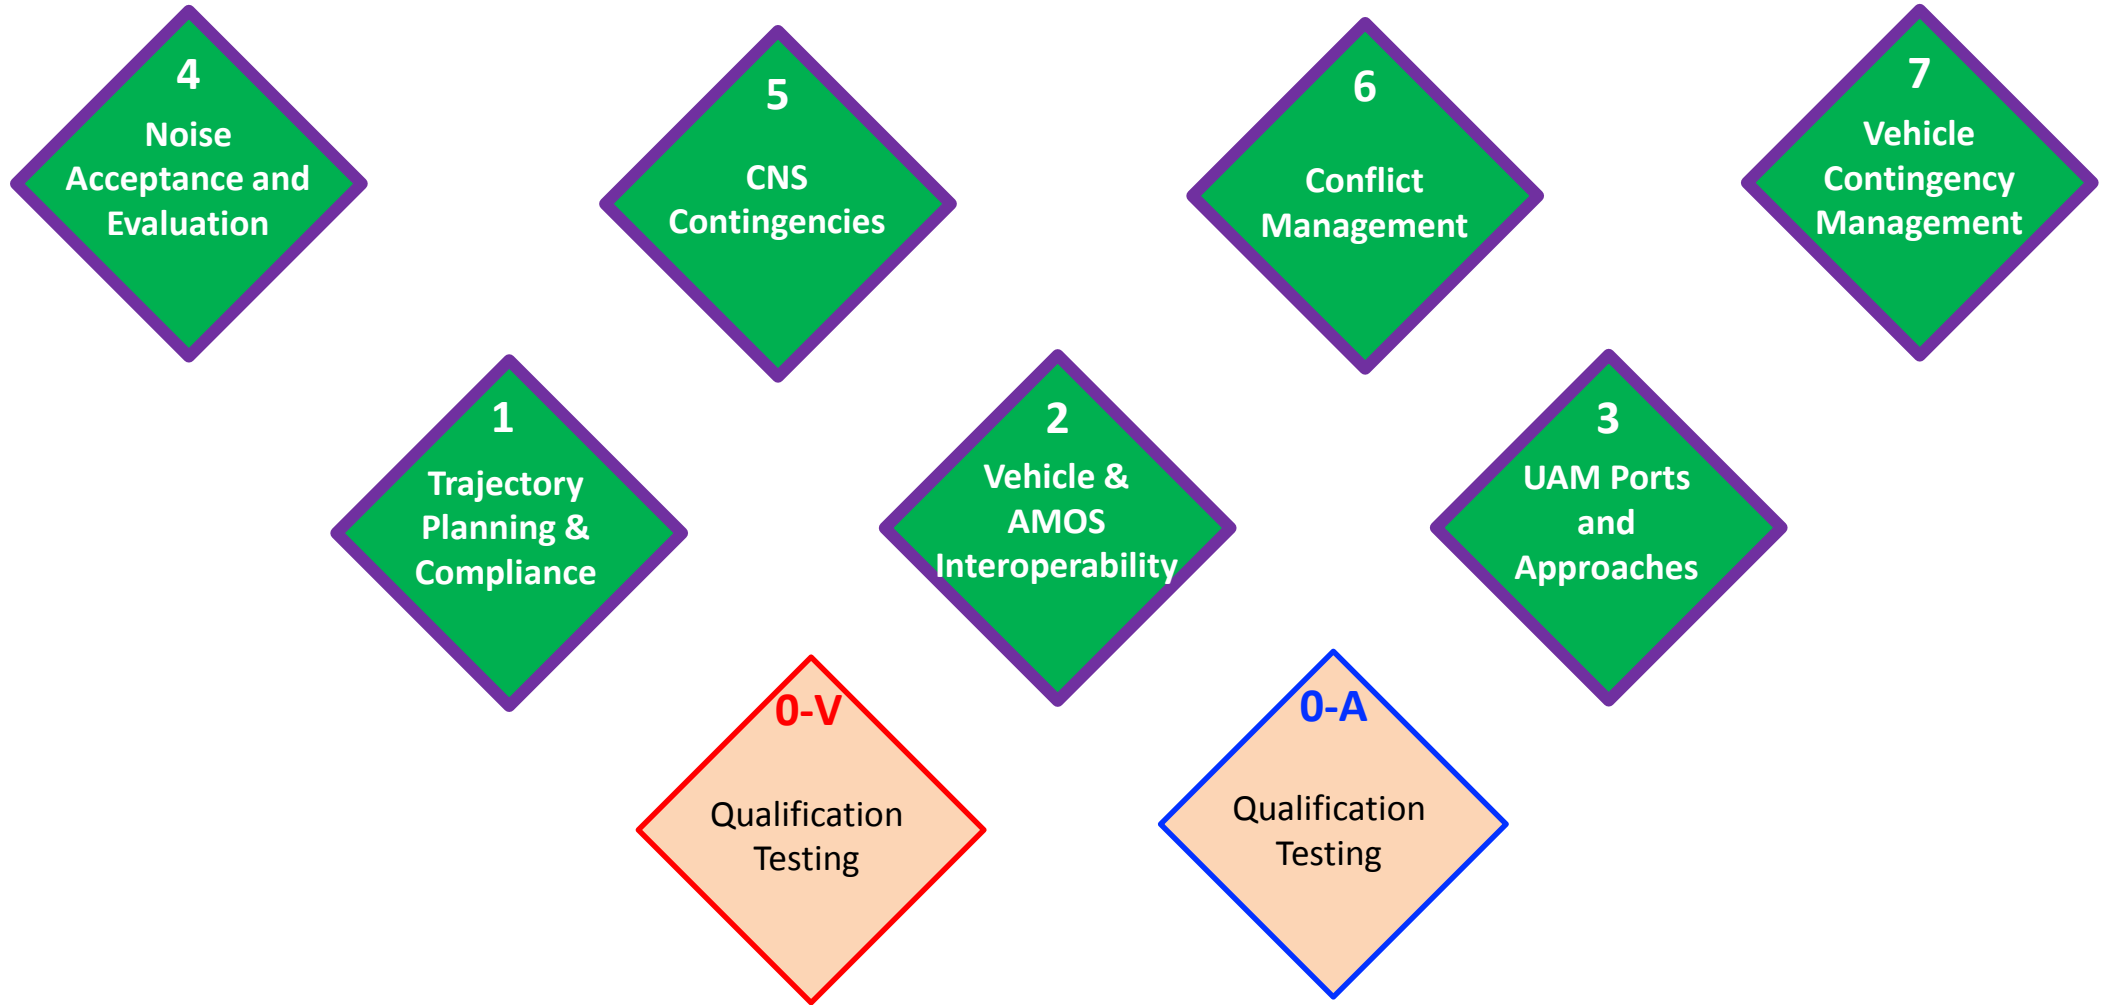 4
Noise
Acceptance and
Evaluation
5
CNS
Contingencies
6
Conflict
Management
7
Vehicle
Contingency
Management
1
Trajectory
Planning &
Compliance
2
Vehicle &
AMOS
Interoperability
3
UAM Ports
and
Approaches
0-V
Qualification
Testing
0-A
Qualification
Testing